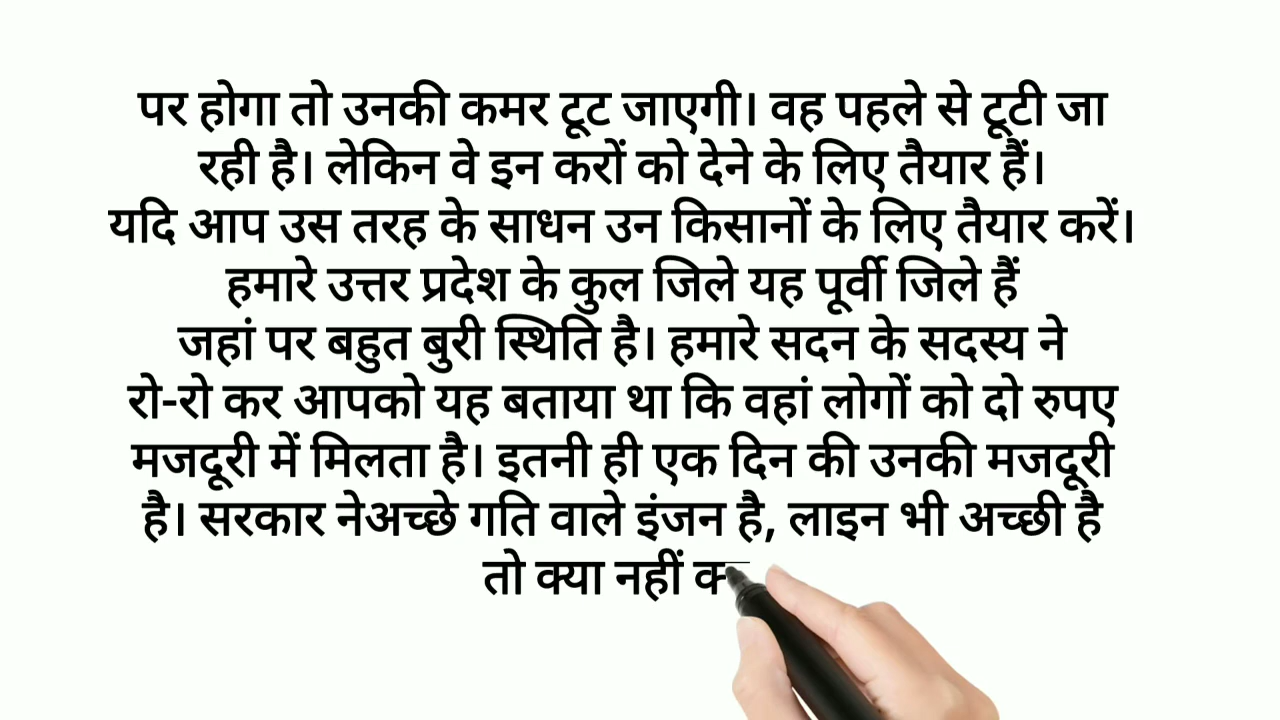 पर होगा तो उनकी कमर टूट जाएगी। वह पहले से टूटी जा
रही है। लेकिन वे इन करों को देने के लिए तैयार हैं।
यदि आप उस तरह के साधन उन किसानों के लिए तैयार करें।
हमारे उत्तर प्रदेश के कुल जिले यह पूर्वी जिले हैं
जहां पर बहुत बुरी स्थिति है। हमारे सदन के सदस्य ने
रो-रो कर आपको यह बताया था कि वहां लोगों को दो रुपए
मजदूरी में मिलता है। इतनी ही एक दिन की उनकी मजदूरी
है। सरकार नेअच्छे गति वाले इंजन है, लाइन भी अच्छी है
तो क्या नहीं